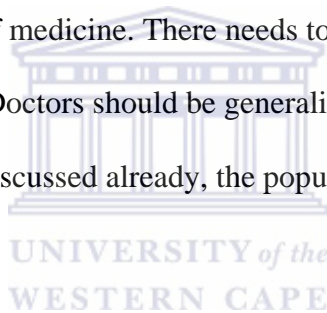 f medicine. There needs to
Doctors should be generali
scussed already, the popu
UNIVERSITY of the
WESTERN CAPE